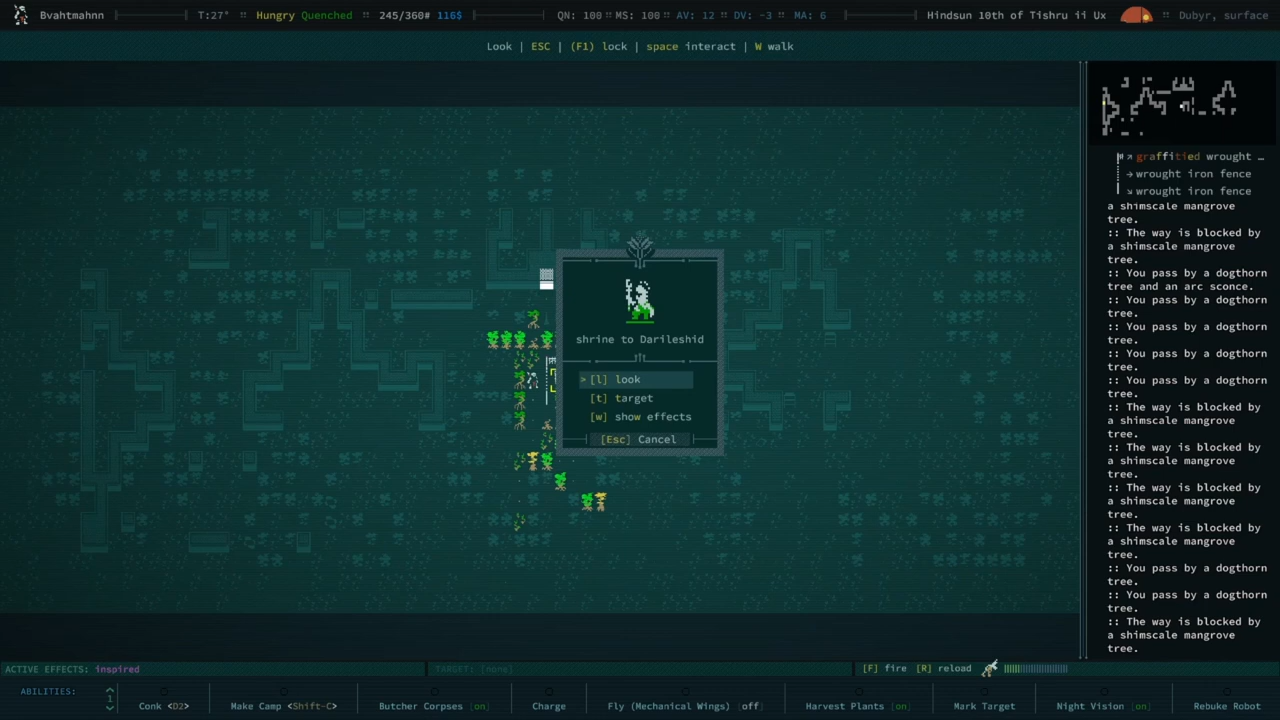 Bvahtmahnn T:27° :: Hungry Quenched :: 245/360# 116$ QN: 100 :: MS: 100 :: AV: 12 :: DV: -3 :: MA: 6 Hindsun 10th of Tishru ii Ux :: Dubyr, surface
Look | ESC | (F1) lock | space interact | W walk
graffitied wrought …
wrought iron fence
wrought iron fence
a shimscale mangrove
tree.
:: The way is blocked by
a shimscale mangrove
tree.
:: You pass by a dogthorn
tree and an arc sconce.
:: You pass by a dogthorn
tree.
:: You pass by a dogthorn
tree.
:: You pass by a dogthorn
tree.
:: You pass by a dogthorn
tree.
:: The way is blocked by
a shimscale mangrove
tree.
:: The way is blocked by
a shimscale mangrove
tree.
:: The way is blocked by
a shimscale mangrove
tree.
:: The way is blocked by
a shimscale mangrove
tree.
:: You pass by a dogthorn
tree.
:: You pass by a dogthorn
tree.
:: The way is blocked by
a shimscale mangrove
tree.
shrine to Darileshid
> [l] look
[t] target
[w] show effects
[Esc] Cancel
ACTIVE EFFECTS: inspired TARGET: [none] [F] fire [R] reload
ABILITIES: 1 Conk <D2> Make Camp <Shift-C> Butcher Corpses [on] Charge Fly (Mechanical Wings) [off] Harvest Plants [on] Mark Target Night Vision [on] Rebuke Robot